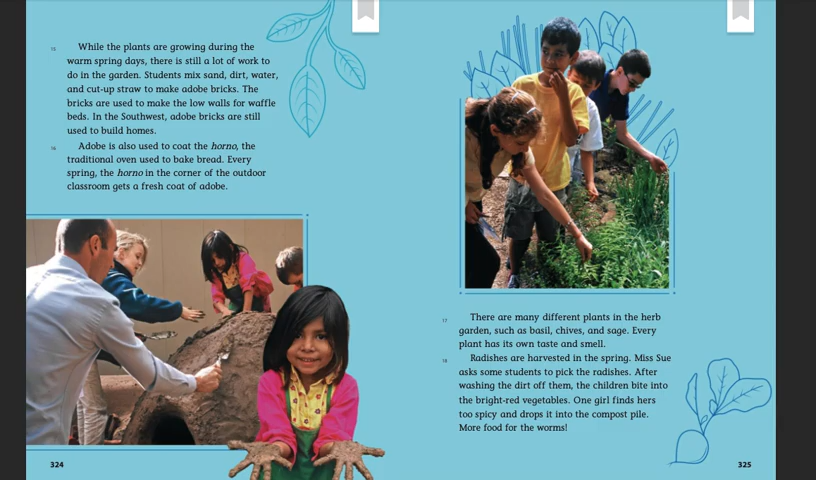 15 While the plants are growing during the
warm spring days, there is still a lot of work to
do in the garden. Students mix sand, dirt, water,
and cut-up straw to make adobe bricks. The
bricks are used to make the low walls for waffle
beds. In the Southwest, adobe bricks are still
used to build homes.
16 Adobe is also used to coat the horno, the
traditional oven used to bake bread. Every
spring, the horno in the corner of the outdoor
classroom gets a fresh coat of adobe.
324
17 There are many different plants in the herb
garden, such as basil, chives, and sage. Every
plant has its own taste and smell.
18 Radishes are harvested in the spring. Miss Sue
asks some students to pick the radishes. After
washing the dirt off them, the children bite into
the bright-red vegetables. One girl finds hers
too spicy and drops it into the compost pile.
More food for the worms!
325